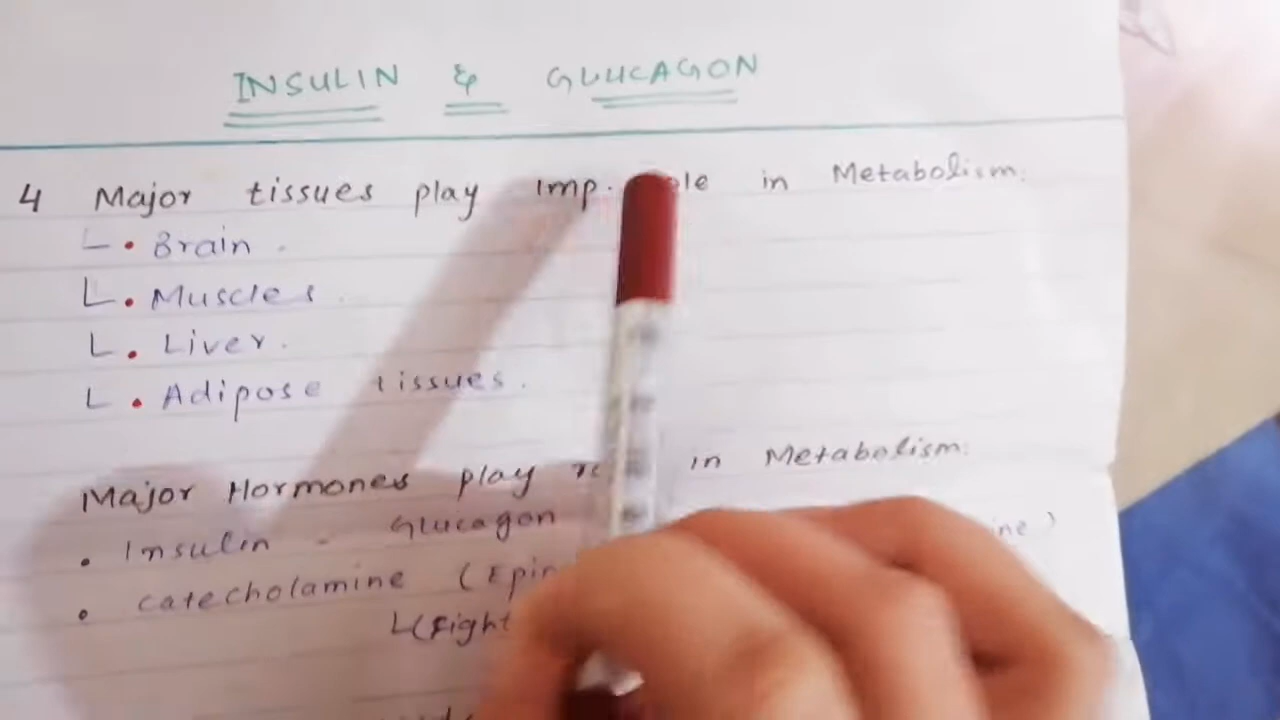 INSULIN & GLUCAGON
4 Major tissues play imp. in Metabolism:
L. Brain.
L. Muscles.
L. Liver.
L. Adipose tissues.
Major Hormones play in Metabolism:
• Insulin - Glucagon
• catecholamine
L(Fight